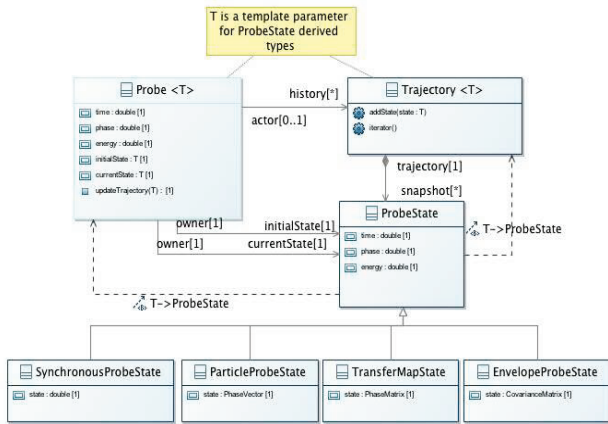 T is a template parameter
for ProbeState derived
types
Probe <T>
time : double [1]
phase : double [1]
energy : double [1]
initialState : T [1]
currentState : T [1]
updateTrajectory(T) : [1]
history[*]
actor[0..1]
Trajectory <T>
addState(state : T)
iterator()
trajectory[1]
snapshot[*]
owner[1]
initialState[1]
owner[1]
currentState[1]
ProbeState
time : double [1]
phase : double [1]
energy : double [1]
T->ProbeState
T->ProbeState
SynchronousProbeState
state : double [1]
ParticleProbeState
state : PhaseVector [1]
TransferMapState
state : PhaseMatrix [1]
EnvelopeProbeState
state : CovarianceMatrix [1]